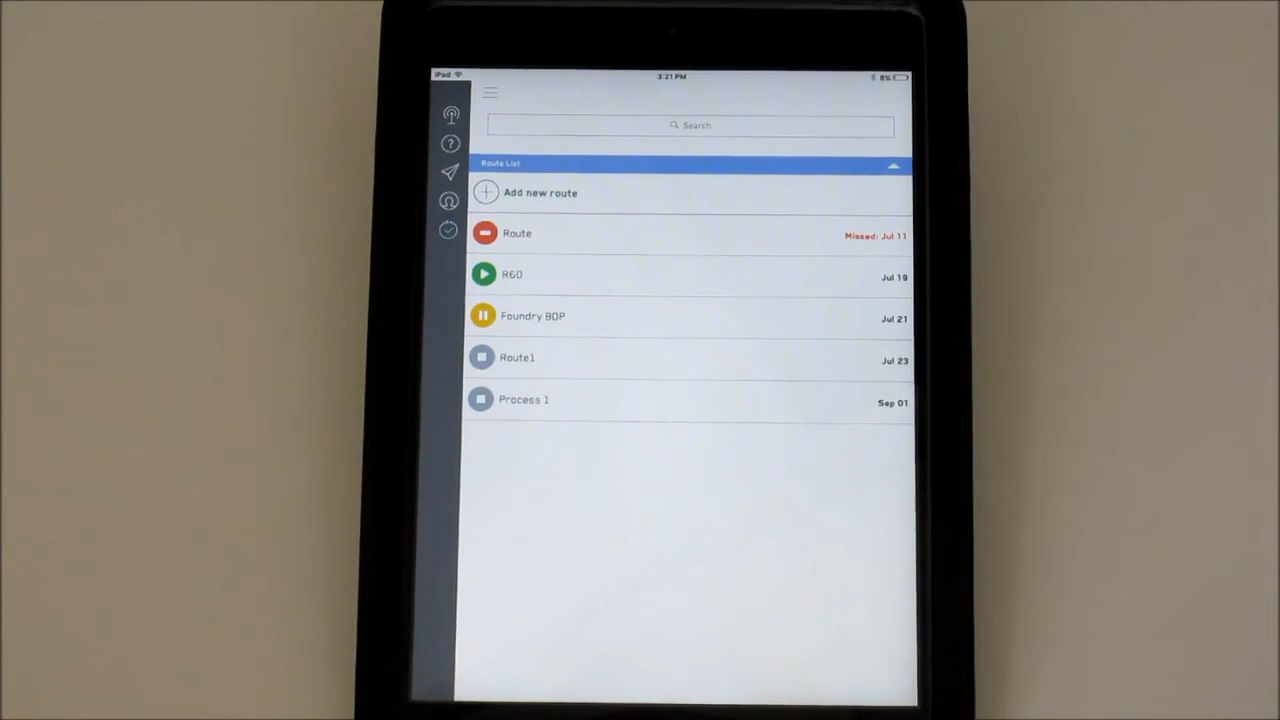 iPad 3:21 PM 8%
Search
Route List
Add new route
Route Missed: Jul 11
R&D Jul 19
Foundry BOP Jul 21
Route1 Jul 23
Process 1 Sep 01